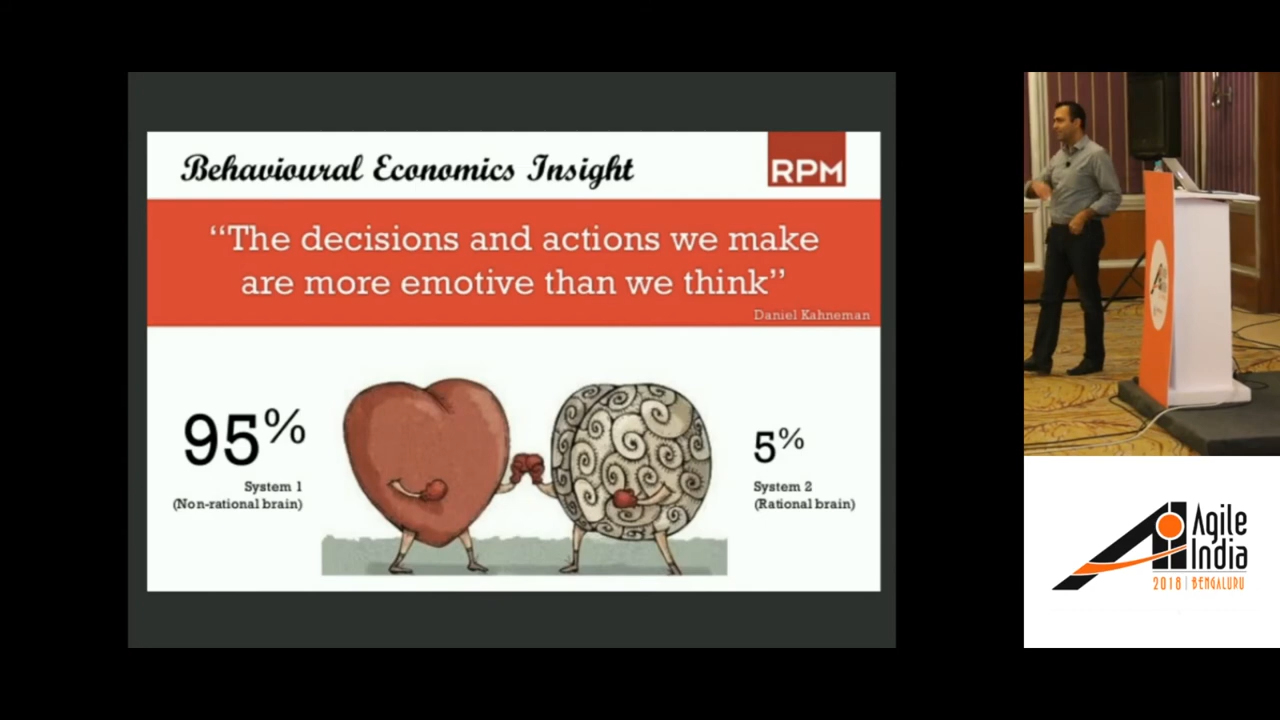 Behavioural Economics Insight
RPM
“The decisions and actions we make
are more emotive than we think”
Daniel Kahneman
95%
System 1
(Non-rational brain)
5%
System 2
(Rational brain)
Agile
India
2018 | BENGALURU